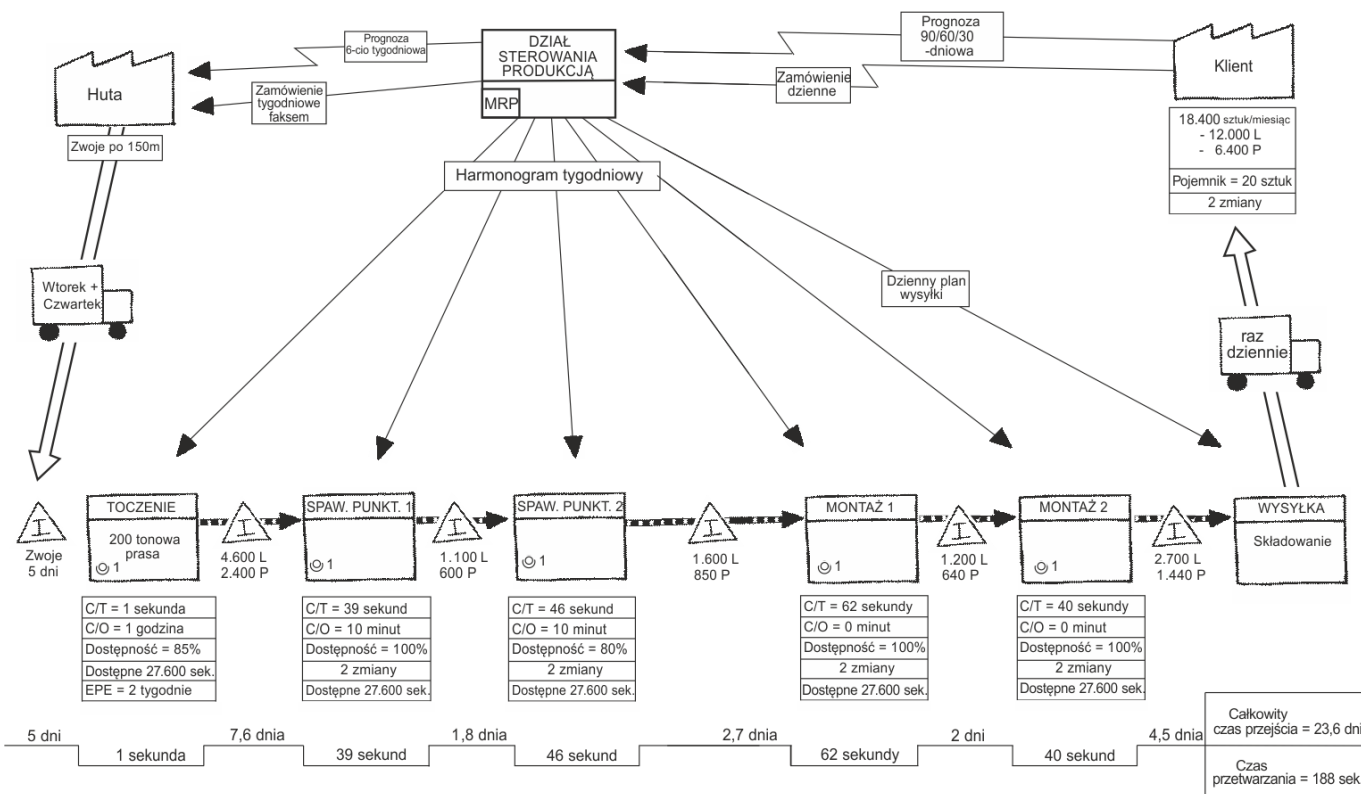 Huta
Zwoje po 150m
Wtorek +
Czwartek
Prognoza
6-cio tygodniowa
Zamówienie
tygodniowe
faksem
DZIAŁ
STEROWANIA
PRODUKCJĄ
MRP
Prognoza
90/60/30
-dniowa
Zamówienie
dzienne
Klient
18.400 sztuk/miesiąc
- 12.000 L
- 6.400 P
Pojemnik = 20 sztuk
2 zmiany
Harmonogram tygodniowy
Dzienny plan
wysyłki
raz
dziennie
I
Zwoje
5 dni
TOCZENIE
200 tonowa
prasa
1
C/T = 1 sekunda
C/O = 1 godzina
Dostępność = 85%
Dostępne 27.600 sek.
EPE = 2 tygodnie
I
4.600 L
2.400 P
SPAW. PUNKT. 1
1
C/T = 39 sekund
C/O = 10 minut
Dostępność = 100%
2 zmiany
Dostępne 27.600 sek.
I
1.100 L
600 P
SPAW. PUNKT. 2
1
C/T = 46 sekund
C/O = 10 minut
Dostępność = 80%
2 zmiany
Dostępne 27.600 sek.
I
1.600 L
850 P
MONTAŻ 1
1
C/T = 62 sekundy
C/O = 0 minut
Dostępność = 100%
2 zmiany
Dostępne 27.600 sek.
I
1.200 L
640 P
MONTAŻ 2
1
C/T = 40 sekundy
C/O = 0 minut
Dostępność = 100%
2 zmiany
Dostępne 27.600 sek.
I
2.700 L
1.440 P
WYSYŁKA
Składowanie
5 dni
1 sekunda
7,6 dnia
39 sekund
1,8 dnia
46 sekund
2,7 dnia
62 sekundy
2 dni
40 sekund
4,5 dnia
Całkowity
czas przejścia = 23,6 dni
Czas
przetwarzania = 188 sek.